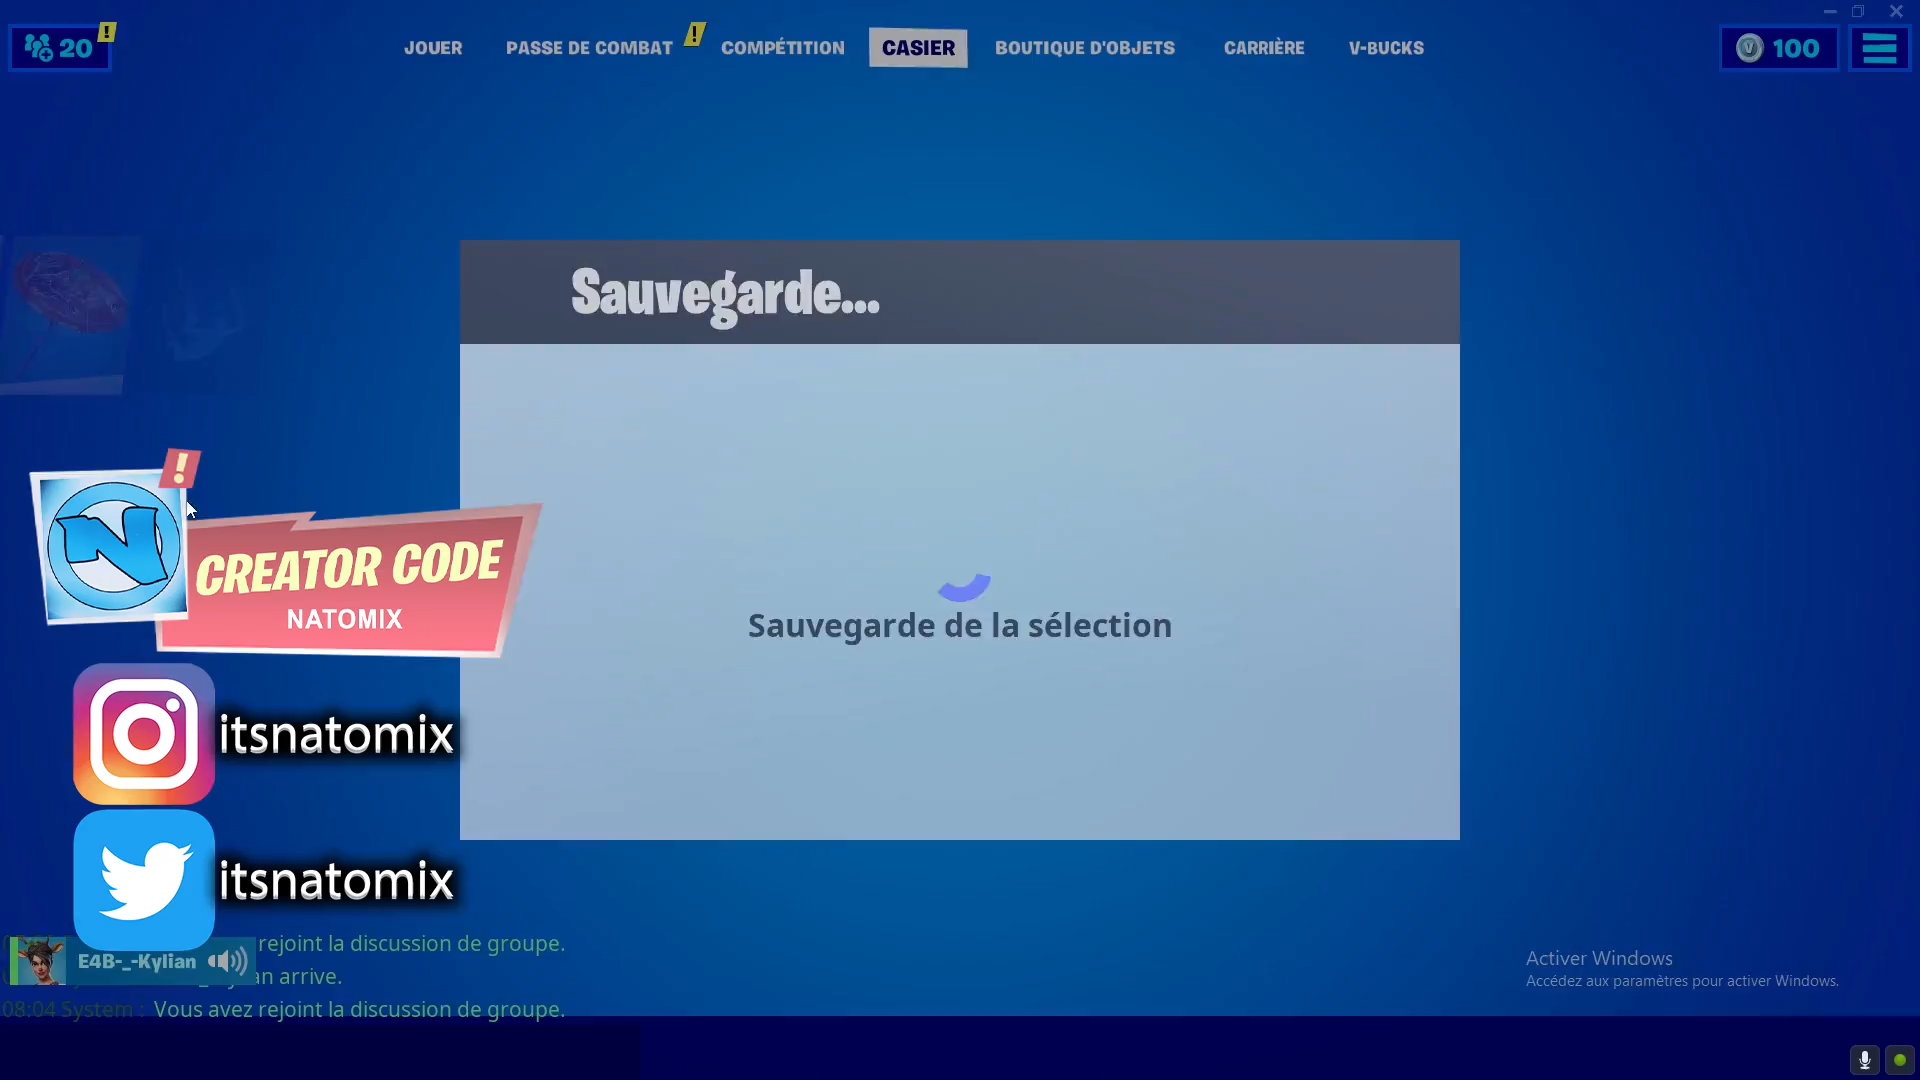 20
!
JOUER
PASSE DE COMBAT
!
COMPÉTITION
CASIER
BOUTIQUE D'OBJETS
CARRIÈRE
V-BUCKS
V
100
Sauvegarde...
!
N
CREATOR CODE
NATOMIX
Sauvegarde de la sélection
itsnatomix
itsnatomix
rejoint la discussion de groupe.
E4B-_-Kylian
an arrive.
08:04 System : Vous avez rejoint la discussion de groupe.
Activer Windows
Accédez aux paramètres pour activer Windows.